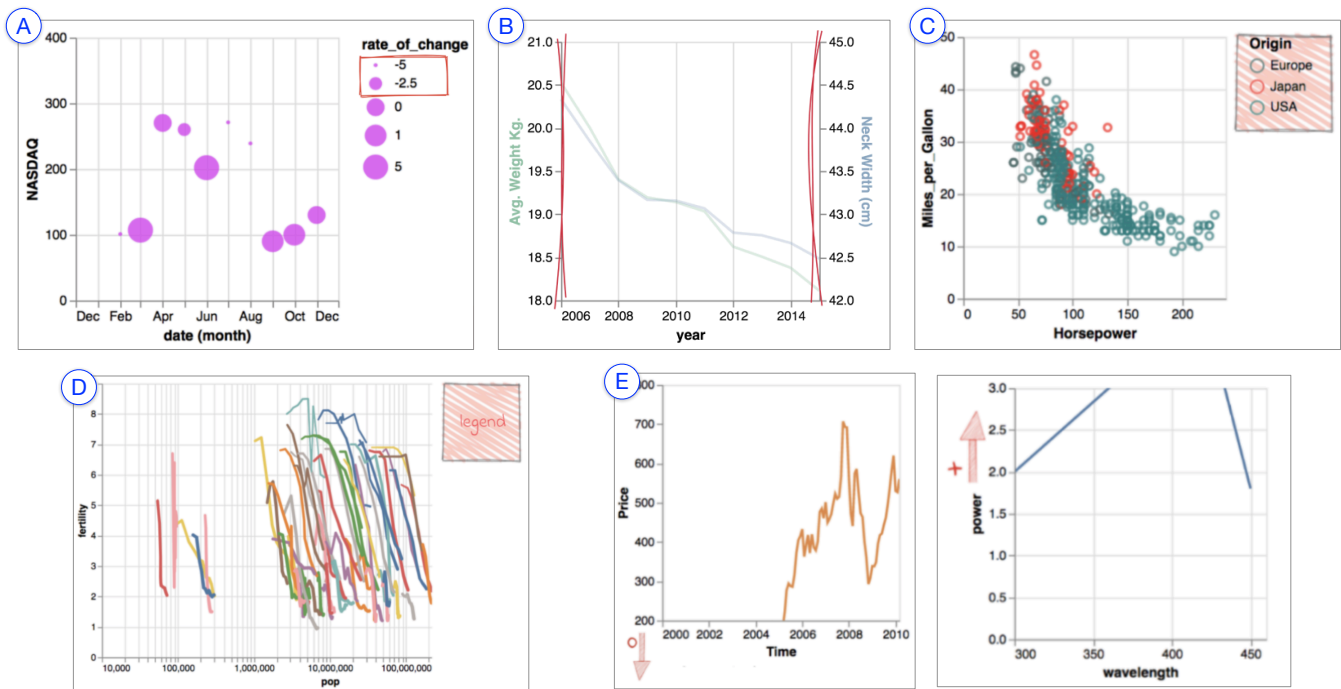 A
400
300
200
100
0
NASDAQ
Dec Feb Apr Jun Aug Oct Dec
date (month)
rate_of_change
-5
-2.5
0
1
5
B
21.0
20.5
20.0
19.5
19.0
18.5
18.0
Avg. Weight Kg.
45.0
44.5
44.0
43.5
43.0
42.5
42.0
Neck Width (cm)
2006 2008 2010 2012 2014
year
C
50
40
30
20
10
0
Miles_per_Gallon
0 50 100 150 200
Horsepower
Origin
Europe
Japan
USA
D
8
7
6
5
4
3
2
1
0
fertility
10,000 100,000 1,000,000 10,000,000 100,000,000
pop
legend
E
800
700
600
500
400
300
200
Price
0
2000 2002 2004 2006 2008 2010
Time
3.0
2.5
2.0
1.5
1.0
0.5
0.0
+
power
300 350 400 450
wavelength